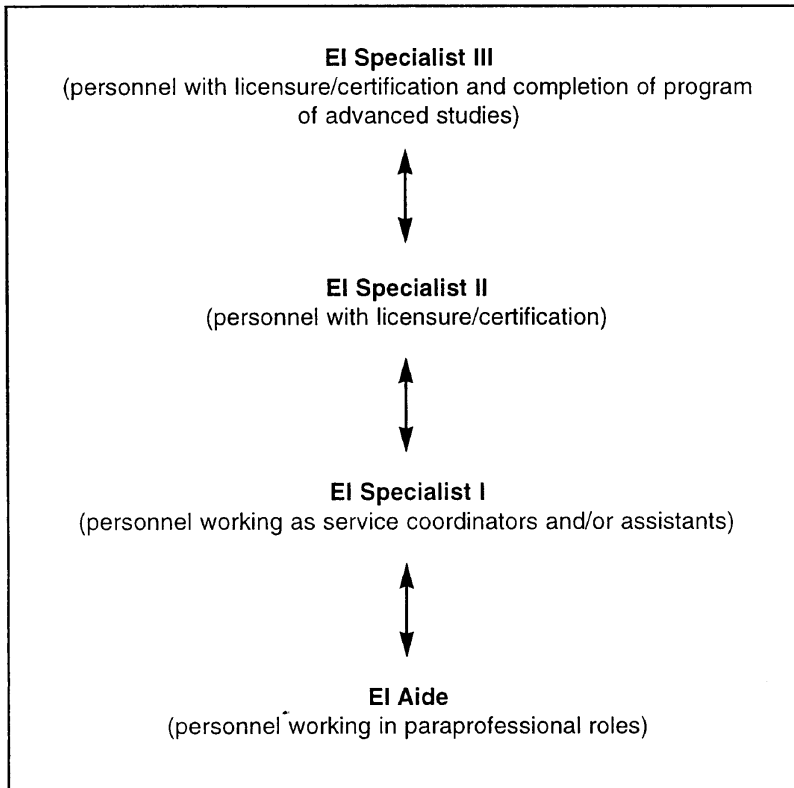 EI Specialist III
(personnel with licensure/certification and completion of program
of advanced studies)
EI Specialist II
(personnel with licensure/certification)
EI Specialist I
(personnel working as service coordinators and/or assistants)
EI Aide
(personnel working in paraprofessional roles)